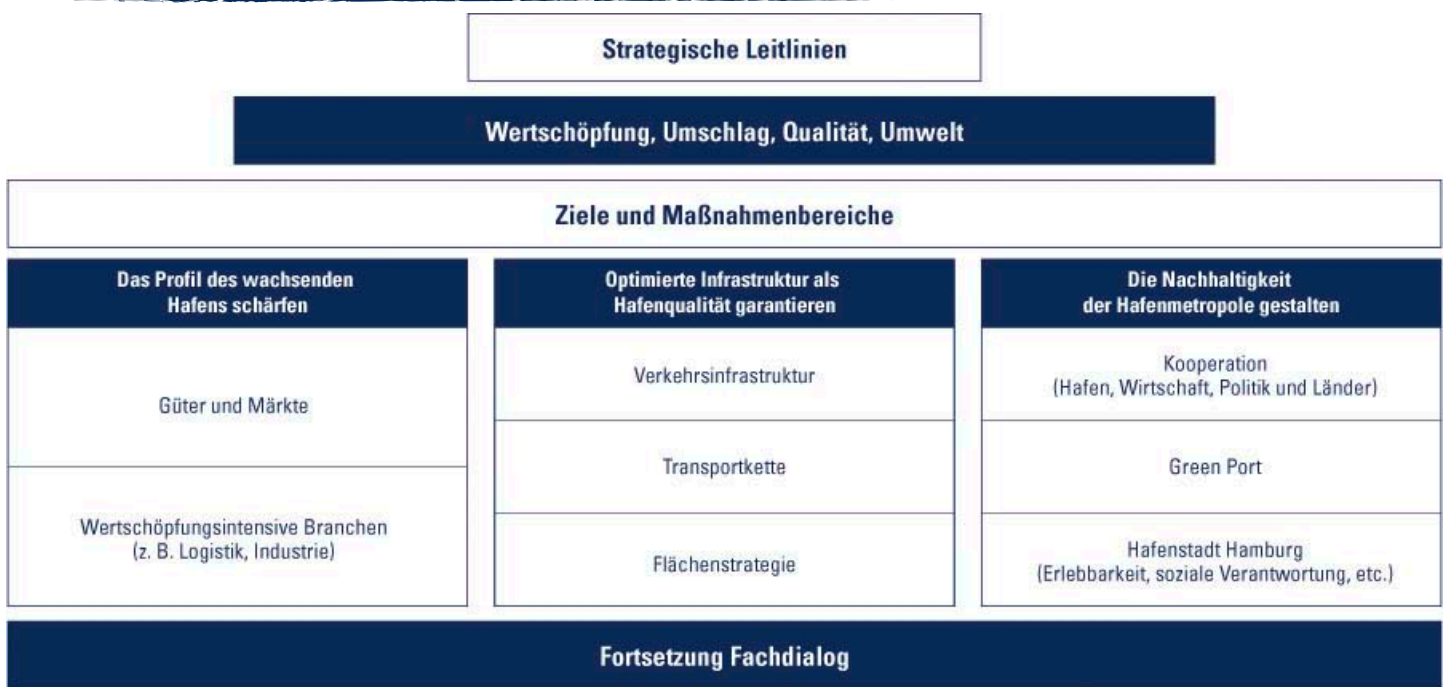 Strategische Leitlinien
Wertschöpfung, Umschlag, Qualität, Umwelt
Ziele und Maßnahmenbereiche
Das Profil des wachsenden
Hafens schärfen
Güter und Märkte
Wertschöpfungsintensive Branchen
(z. B. Logistik, Industrie)
Optimierte Infrastruktur als
Hafenqualität garantieren
Verkehrsinfrastruktur
Transportkette
Flächenstrategie
Die Nachhaltigkeit
der Hafenmetropole gestalten
Kooperation
(Hafen, Wirtschaft, Politik und Länder)
Green Port
Hafenstadt Hamburg
(Erlebbarkeit, soziale Verantwortung, etc.)
Fortsetzung Fachdialog